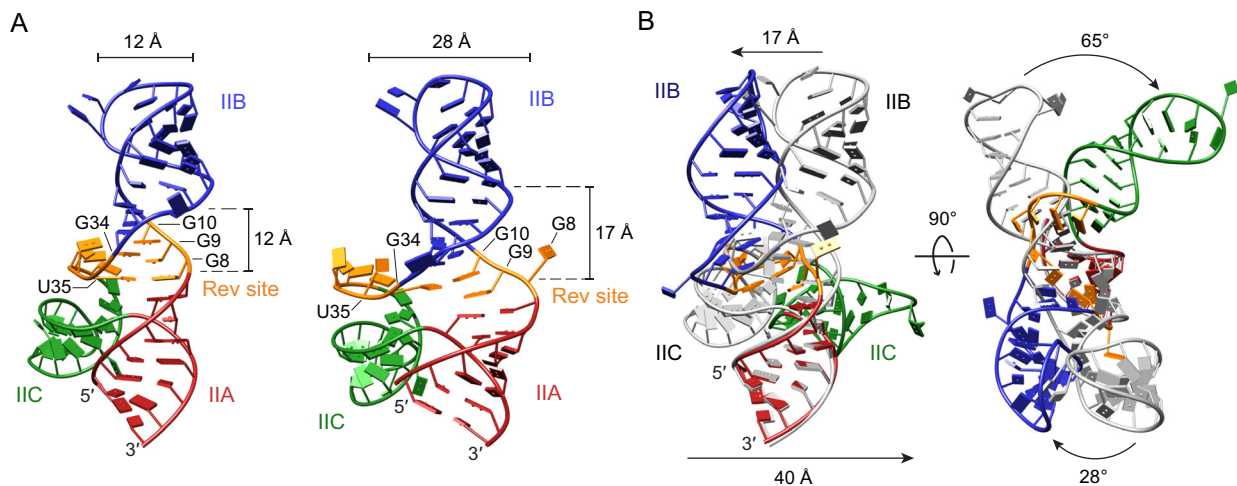 A
12 Å
IIB
G34
G10
G9
G8
12 Å
U35
Rev site
IIC
5′
IIA
3′
28 Å
IIB
G34
G10
G9
G8
17 Å
U35
Rev site
IIC
5′
IIA
3′
B
17 Å
IIB
IIB
IIC
IIC
5′
3′
40 Å
90°
65°
28°